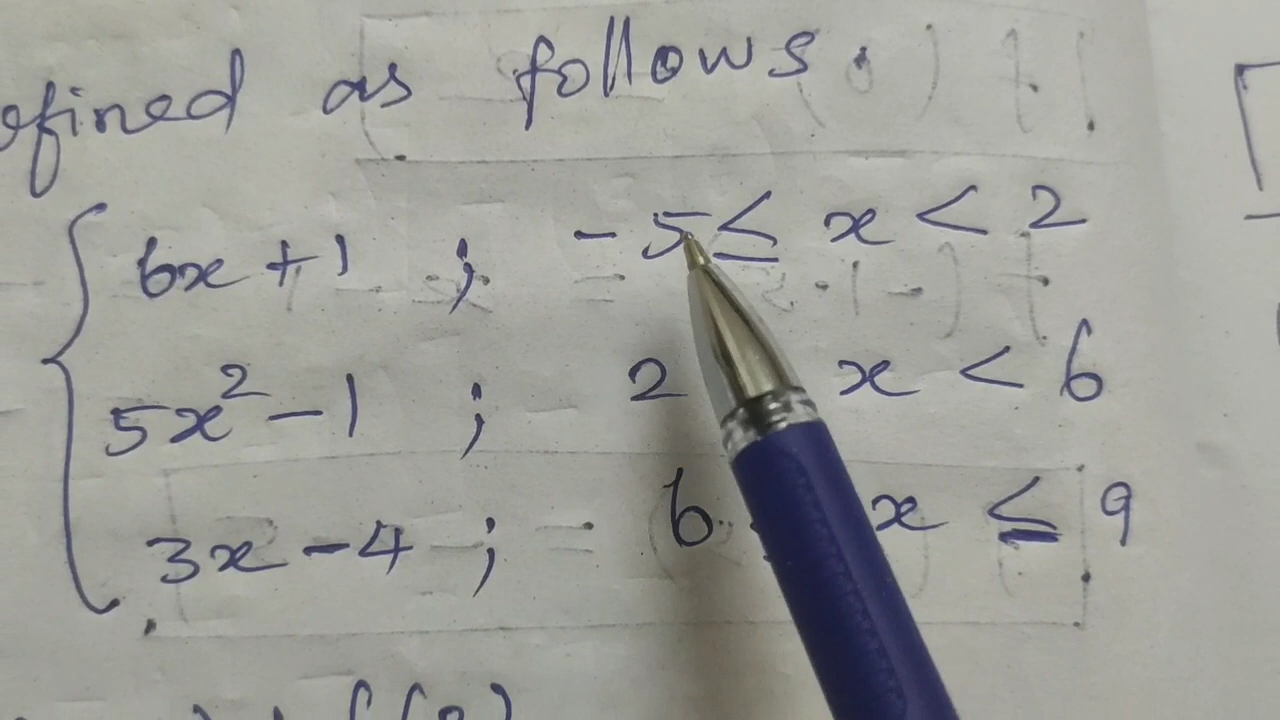 efined as follows.
6x + 1 ; - 5 ≤ x < 2
5x² - 1 ; 2 x < 6
3x - 4 ; 6 x ≤ 9